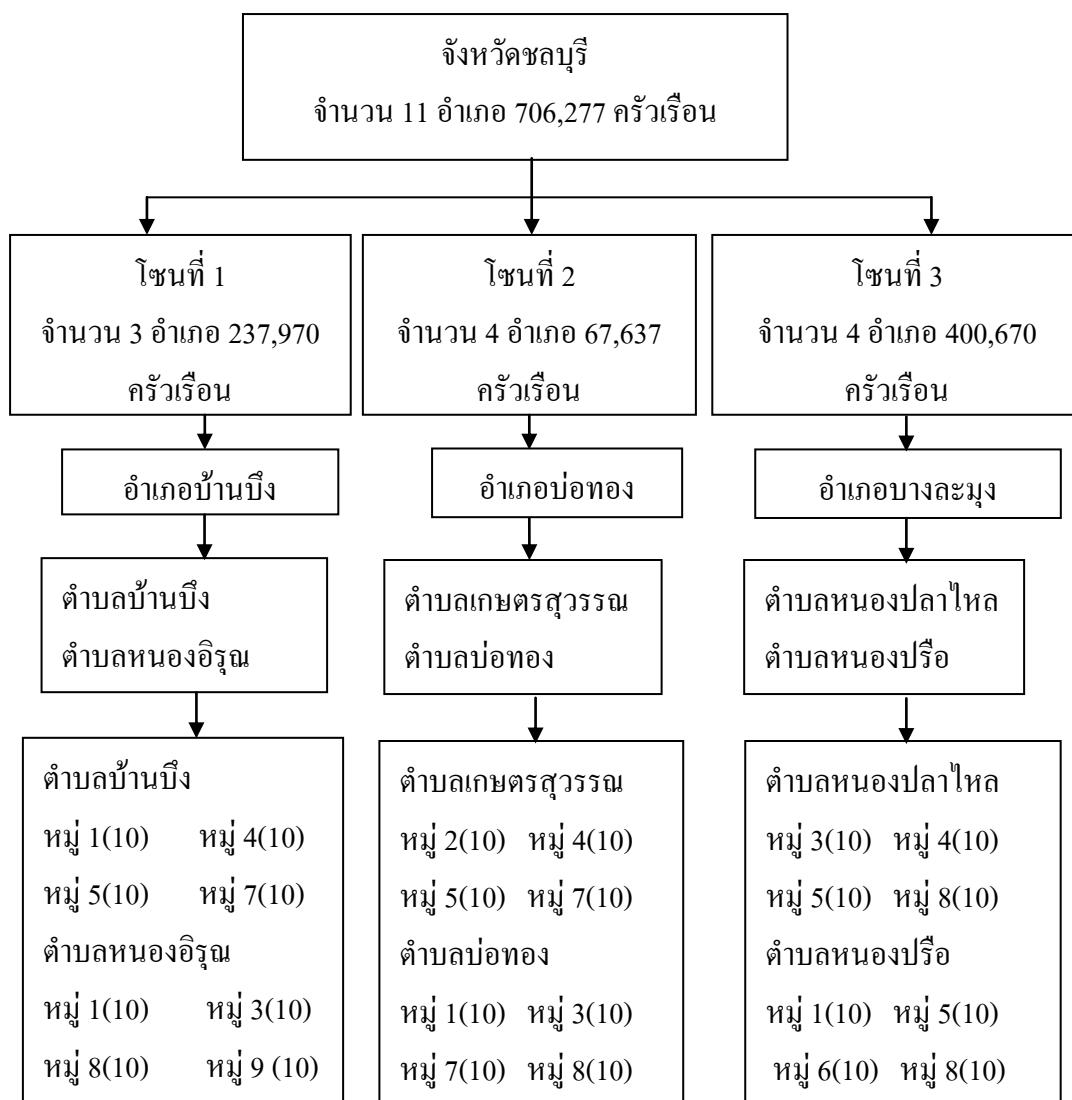 จังหวัดชลบุรี
จำนวน 11 อำเภอ 706,277 ครัวเรือน
โซนที่ 1
จำนวน 3 อำเภอ 237,970
ครัวเรือน
โซนที่ 2
จำนวน 4 อำเภอ 67,637
ครัวเรือน
โซนที่ 3
จำนวน 4 อำเภอ 400,670
ครัวเรือน
อำเภอบ้านบึง
อำเภอบ่อทอง
อำเภอบางละมุง
ตำบลบ้านบึง
ตำบลหนองอิรุณ
ตำบลเกษตรสุวรรณ
ตำบลบ่อทอง
ตำบลหนองปลาไหล
ตำบลหนองปรือ
ตำบลบ้านบึง
หมู่ 1(10) หมู่ 4(10)
หมู่ 5(10) หมู่ 7(10)
ตำบลหนองอิรุณ
หมู่ 1(10) หมู่ 3(10)
หมู่ 8(10) หมู่ 9 (10)
ตำบลเกษตรสุวรรณ
หมู่ 2(10) หมู่ 4(10)
หมู่ 5(10) หมู่ 7(10)
ตำบลบ่อทอง
หมู่ 1(10) หมู่ 3(10)
หมู่ 7(10) หมู่ 8(10)
ตำบลหนองปลาไหล
หมู่ 3(10) หมู่ 4(10)
หมู่ 5(10) หมู่ 8(10)
ตำบลหนองปรือ
หมู่ 1(10) หมู่ 5(10)
หมู่ 6(10) หมู่ 8(10)